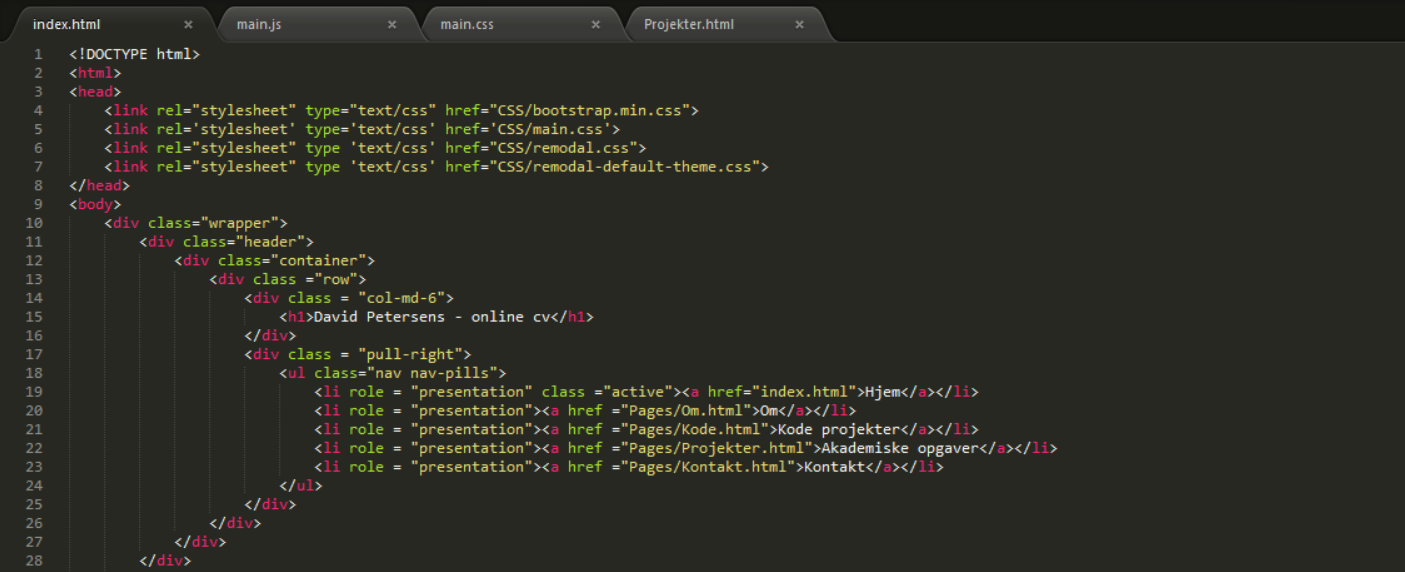 index.html × main.js × main.css × Projekter.html ×
1 <!DOCTYPE html>
2 <html>
3 <head>
4     <link rel="stylesheet" type="text/css" href="CSS/bootstrap.min.css">
5     <link rel='stylesheet' type='text/css' href='CSS/main.css'>
6     <link rel="stylesheet" type 'text/css' href="CSS/remodal.css">
7     <link rel="stylesheet" type 'text/css' href="CSS/remodal-default-theme.css">
8 </head>
9 <body>
10     <div class="wrapper">
11         <div class="header">
12             <div class="container">
13                 <div class ="row">
14                     <div class = "col-md-6">
15                         <h1>David Petersens - online cv</h1>
16                     </div>
17                     <div class = "pull-right">
18                         <ul class="nav nav-pills">
19                             <li role = "presentation" class ="active"><a href="index.html">Hjem</a></li>
20                             <li role = "presentation"><a href ="Pages/Om.html">Om</a></li>
21                             <li role = "presentation"><a href ="Pages/Kode.html">Kode projekter</a></li>
22                             <li role = "presentation"><a href ="Pages/Projekter.html">Akademiske opgaver</a></li>
23                             <li role = "presentation"><a href ="Pages/Kontakt.html">Kontakt</a></li>
24                         </ul>
25                     </div>
26                 </div>
27             </div>
28         </div>